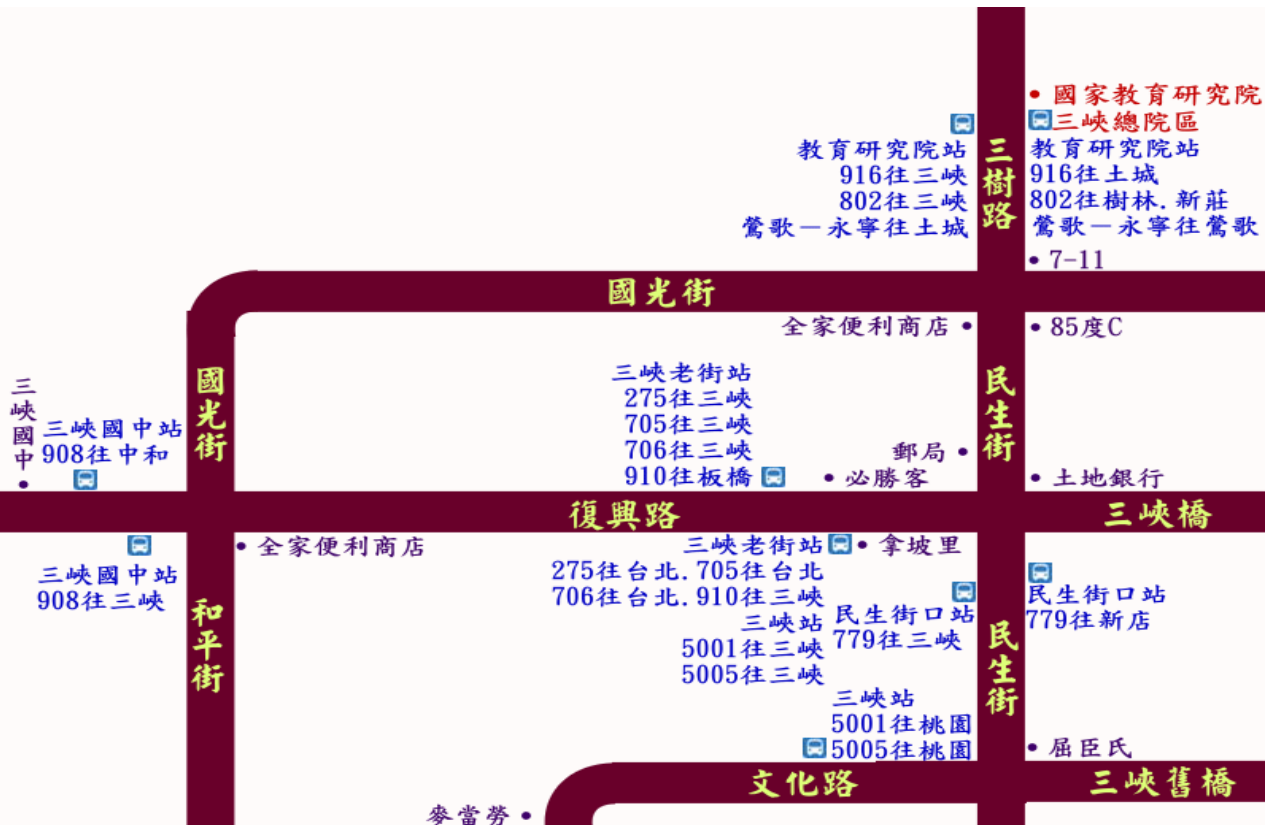 • 國家教育研究院
三峽總院區
教育研究院站
916往三峽
802往三峽
鶯歌－永寧往土城
三樹路
教育研究院站
916往土城
802往樹林.新莊
鶯歌－永寧往鶯歌
• 7-11
國光街
全家便利商店 •
• 85度C
國光街
三峽國中 •
三峽國中站
908往中和
三峽老街站
275往三峽
705往三峽
706往三峽
910往板橋
郵局 •
• 必勝客
民生街
• 土地銀行
復興路
三峽橋
三峽國中站
908往三峽
• 全家便利商店
和平街
三峽老街站
• 拿坡里
275往台北.705往台北
706往台北.910往三峽
三峽站
5001往三峽
5005往三峽
民生街口站
779往三峽
民生街口站
779往新店
民生街
三峽站
5001往桃園
5005往桃園
• 屈臣氏
文化路
三峽舊橋
麥當勞 •